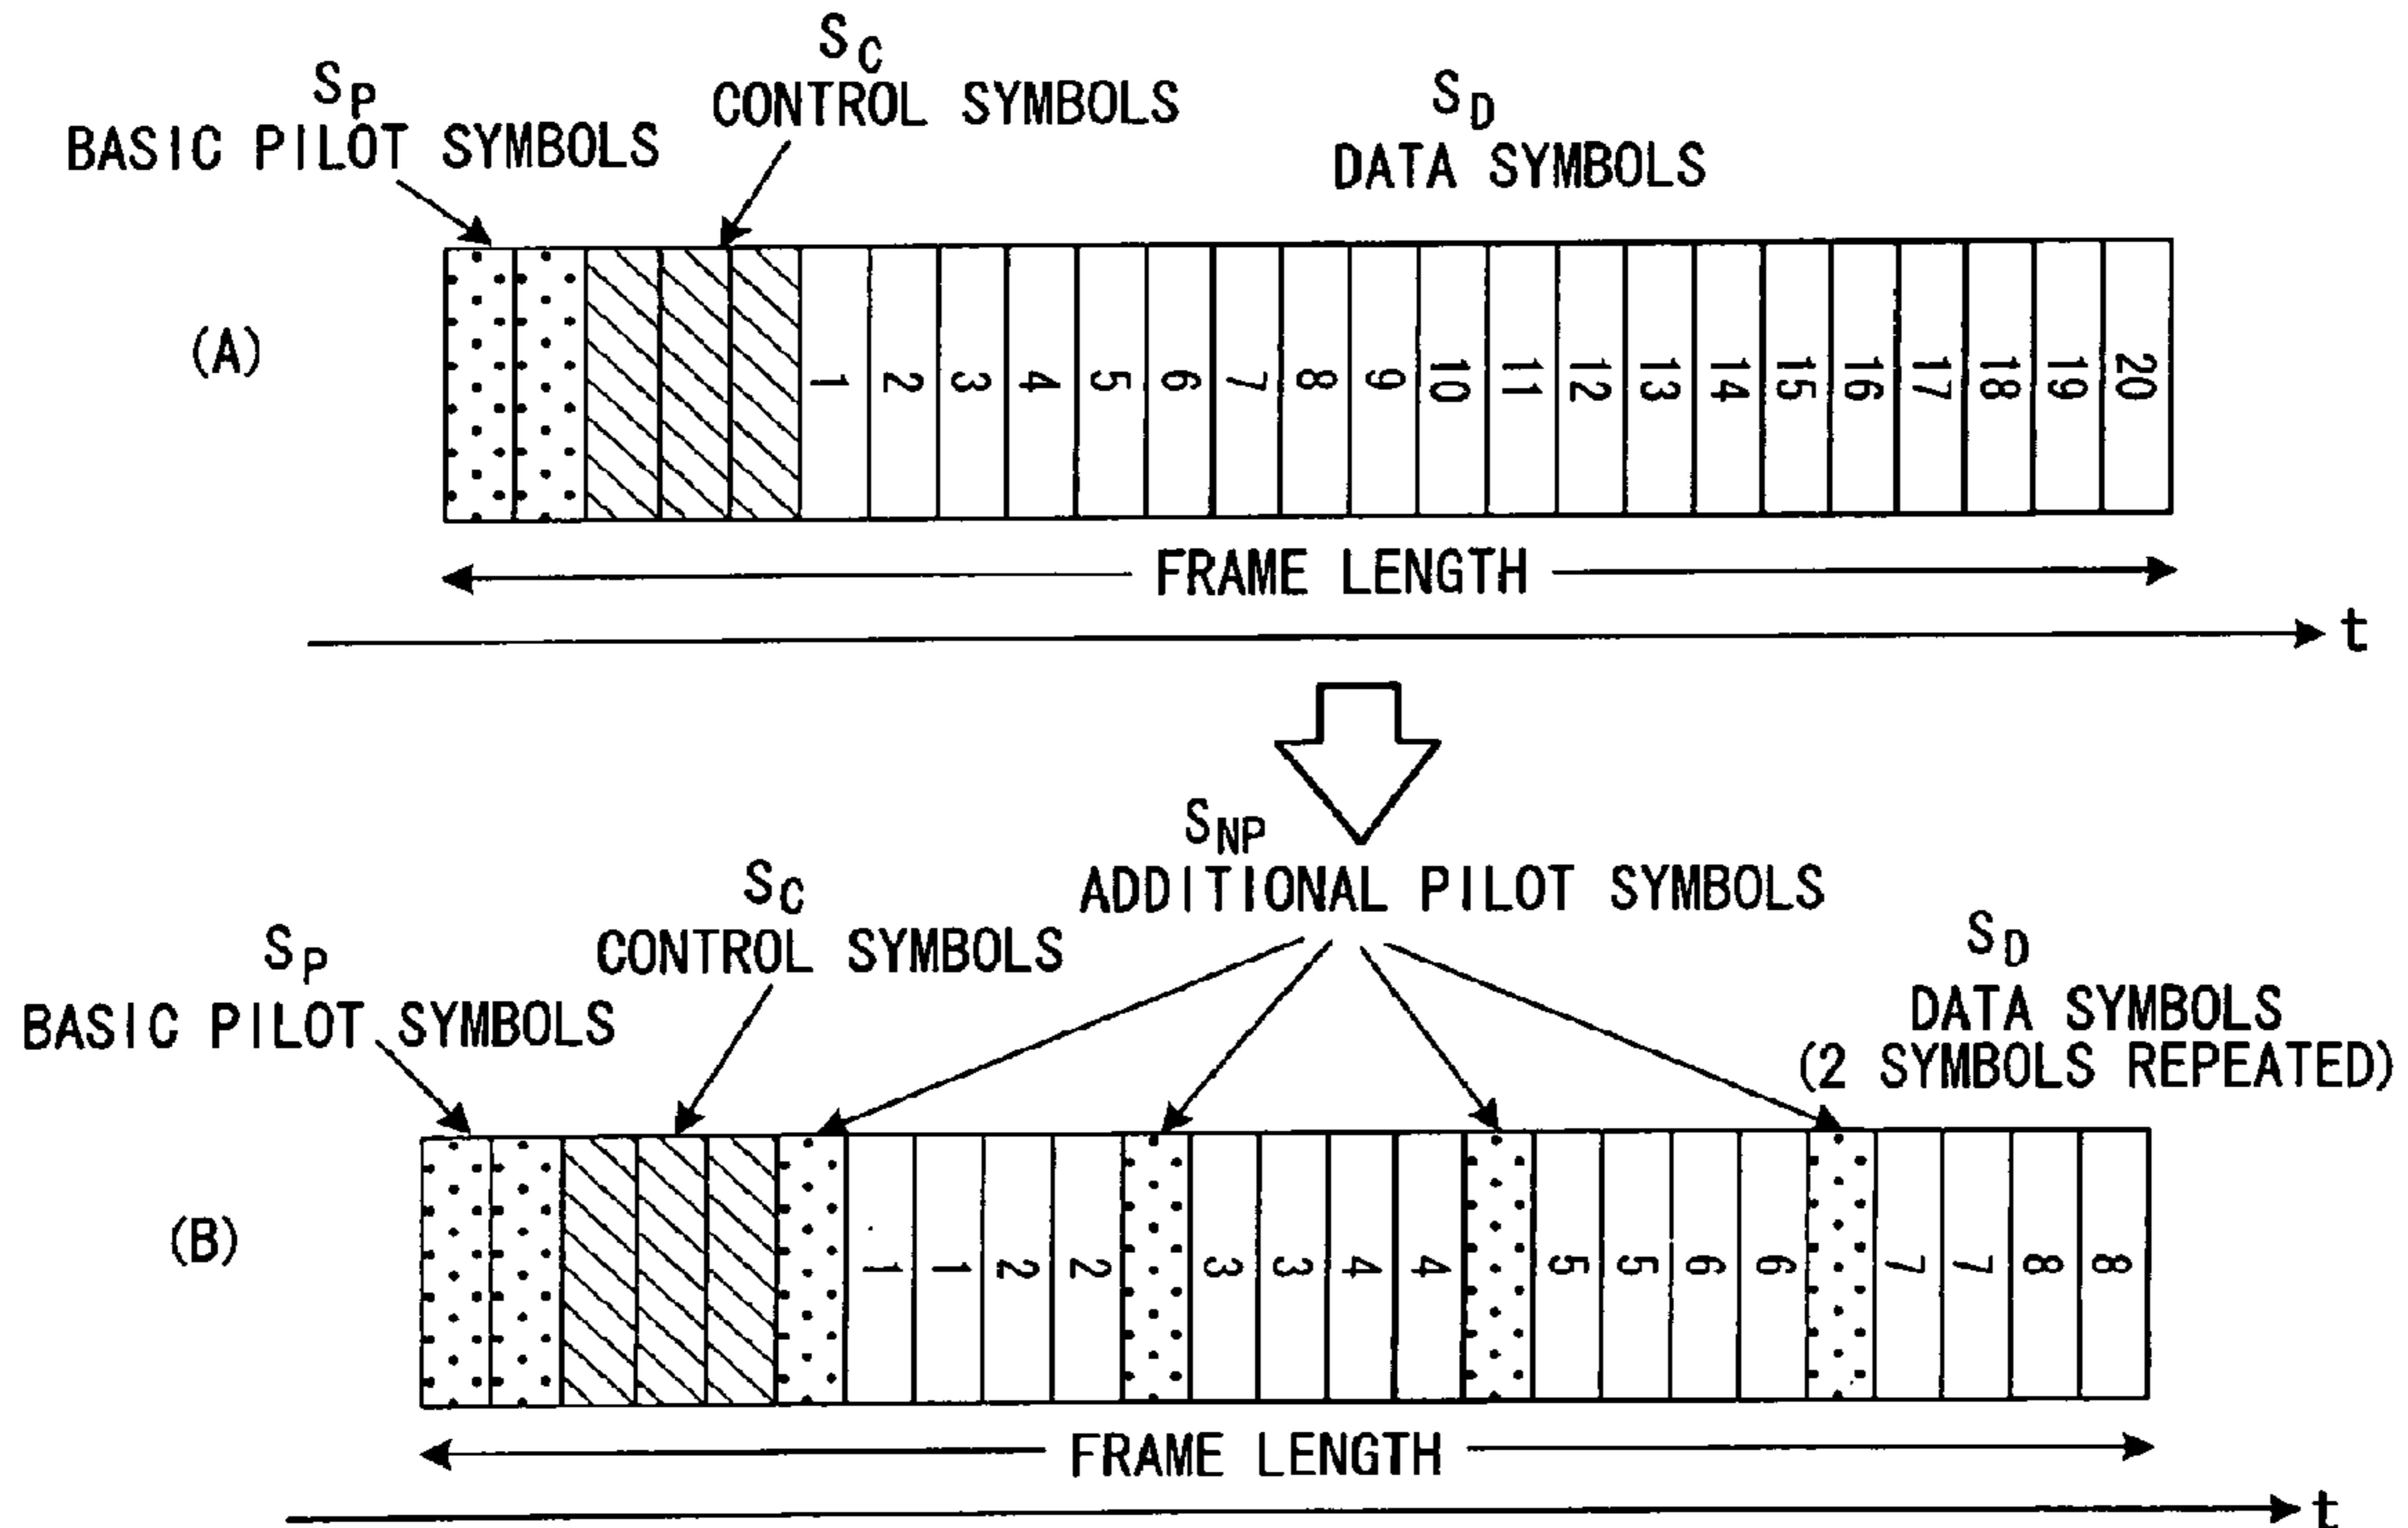 S_C
CONTROL SYMBOLS
S_P
BASIC PILOT SYMBOLS
S_D
DATA SYMBOLS
(A)
1 2 3 4 5 6 7 8 9 10 11 12 13 14 15 16 17 18 19 20
FRAME LENGTH
t
S_NP
ADDITIONAL PILOT SYMBOLS
S_C
CONTROL SYMBOLS
S_P
BASIC PILOT SYMBOLS
S_D
DATA SYMBOLS
(2 SYMBOLS REPEATED)
(B)
1 1 2 2 3 3 4 4 5 5 6 6 7 7 8 8
FRAME LENGTH
t